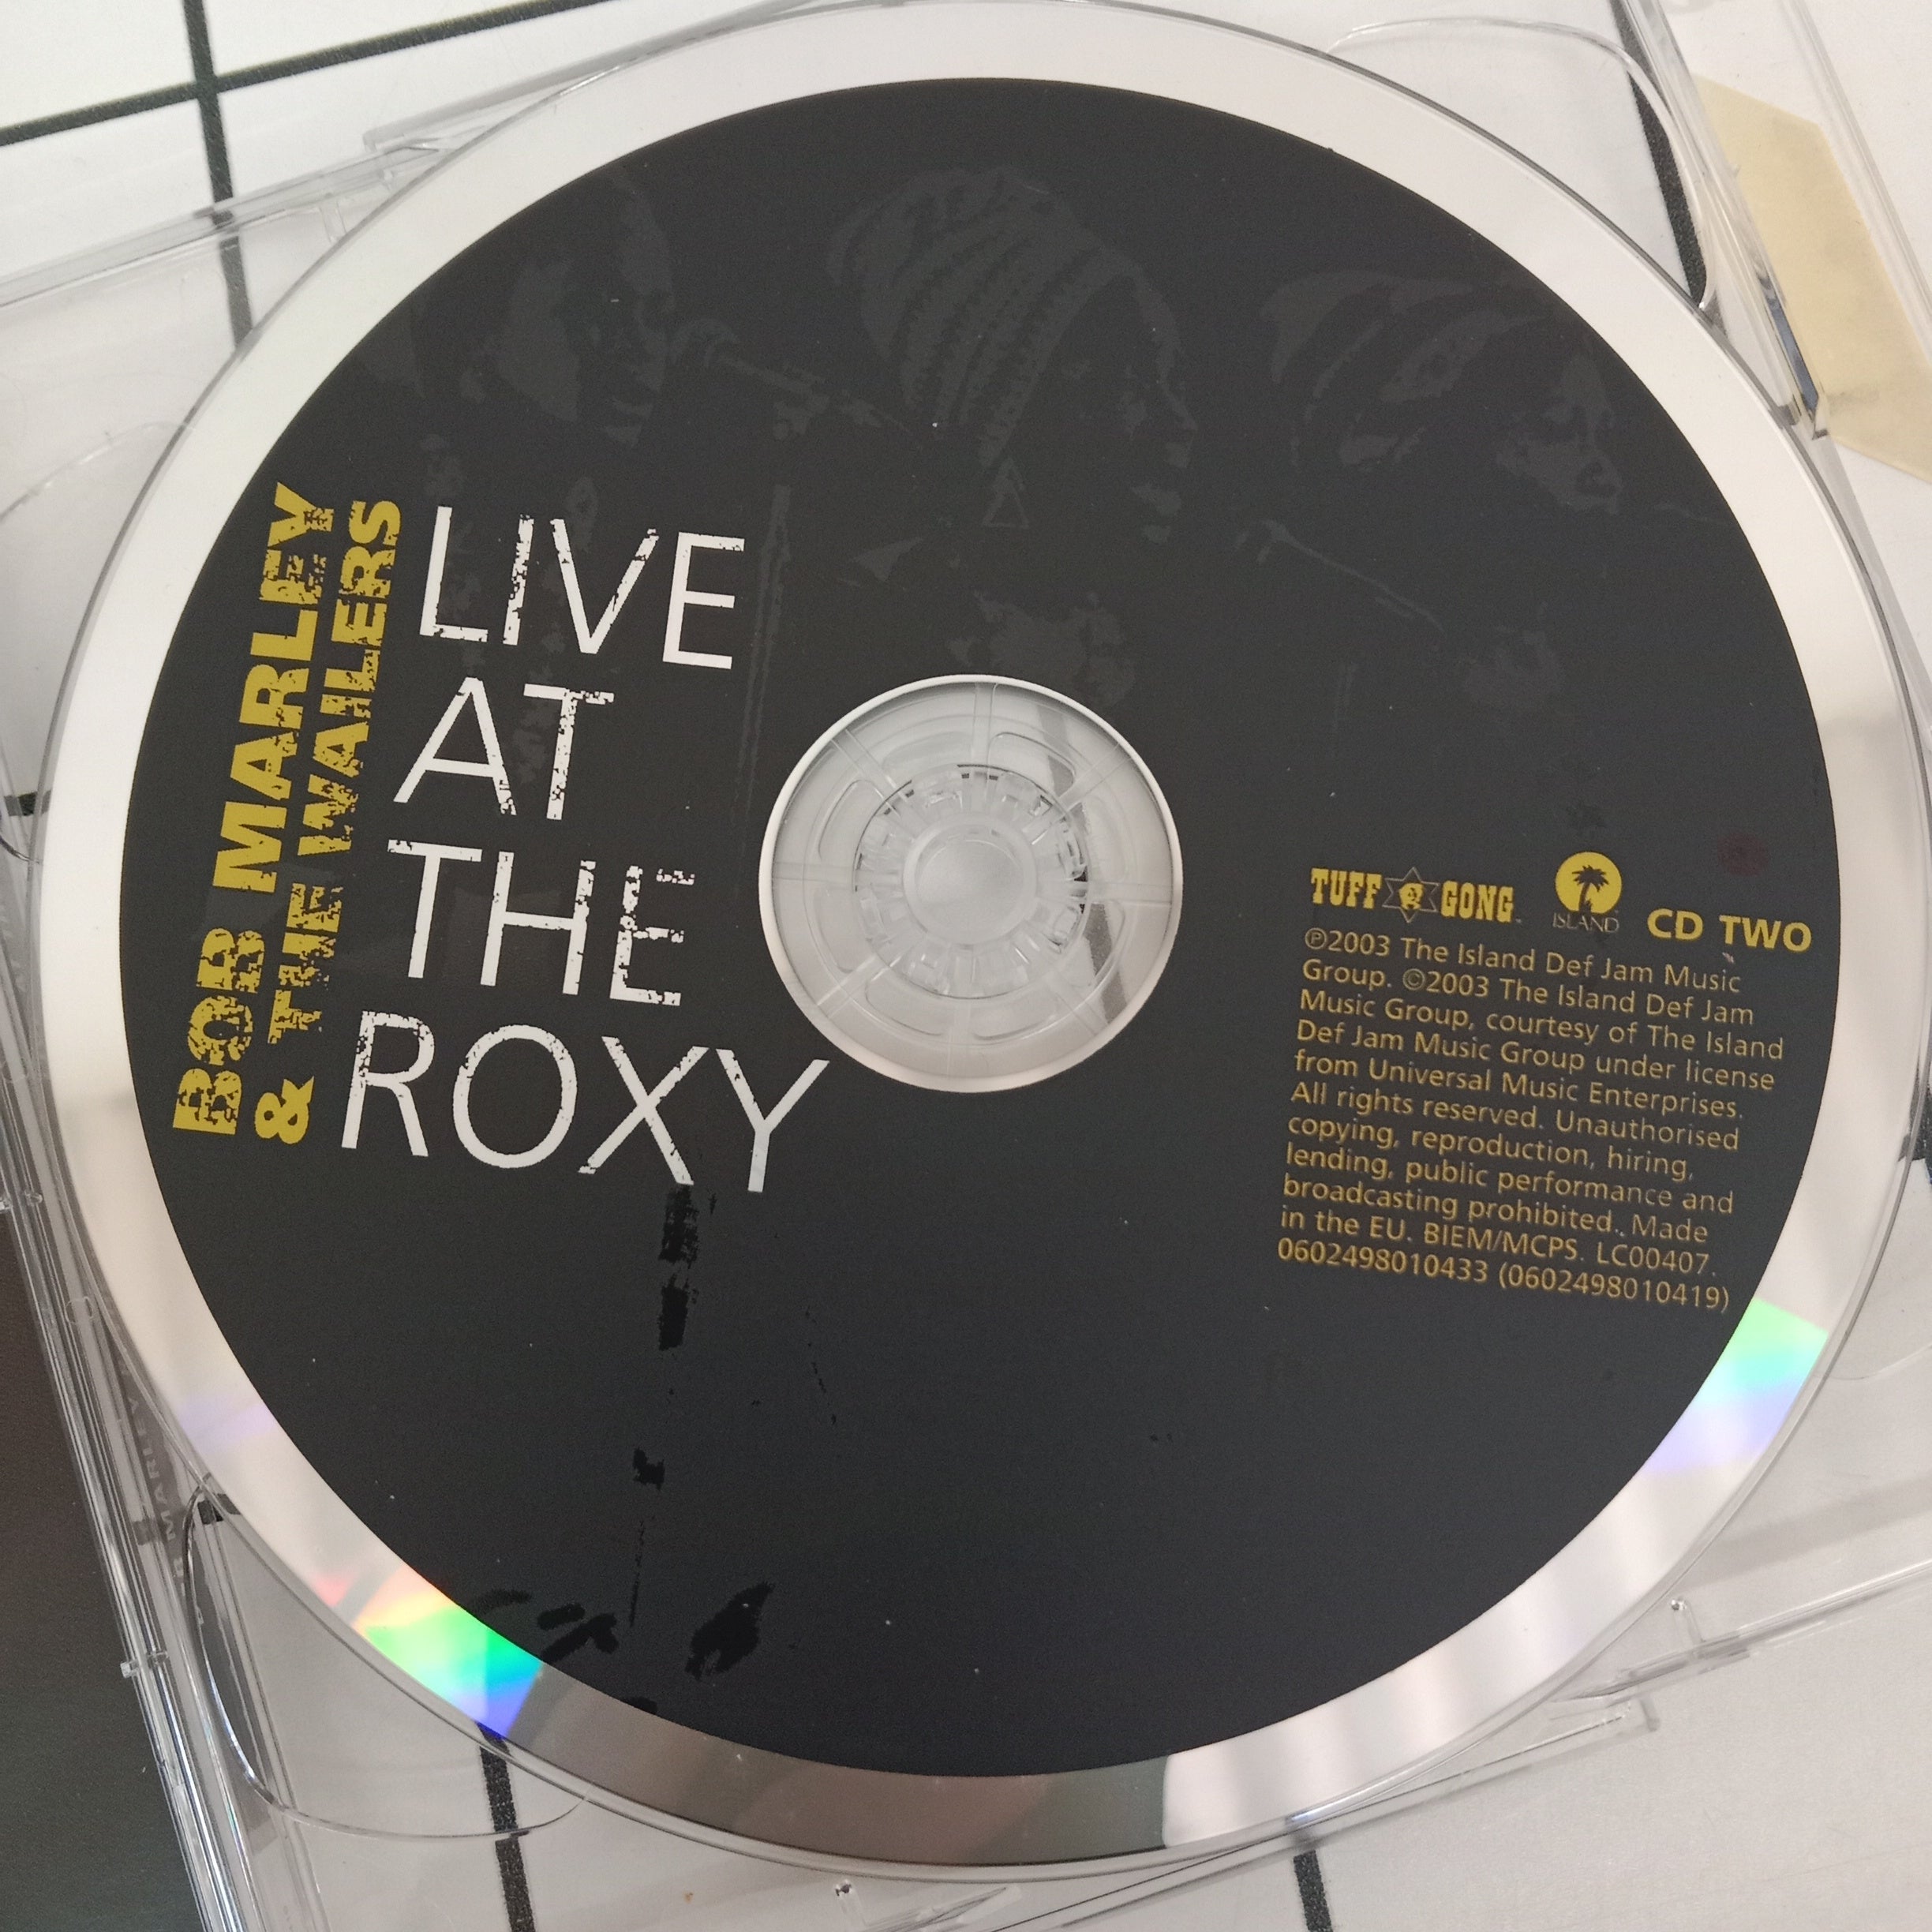 BOB MARLEY
& THE WAILERS
LIVE
AT
THE
ROXY
TUFF GONG™
ISLAND
CD TWO
℗2003 The Island Def Jam Music
Group. ©2003 The Island Def Jam
Music Group, courtesy of The Island
Def Jam Music Group under license
from Universal Music Enterprises.
All rights reserved. Unauthorised
copying, reproduction, hiring,
lending, public performance and
broadcasting prohibited. Made
in the EU. BIEM/MCPS. LC00407.
0602498010433 (0602498010419)
MARLEY